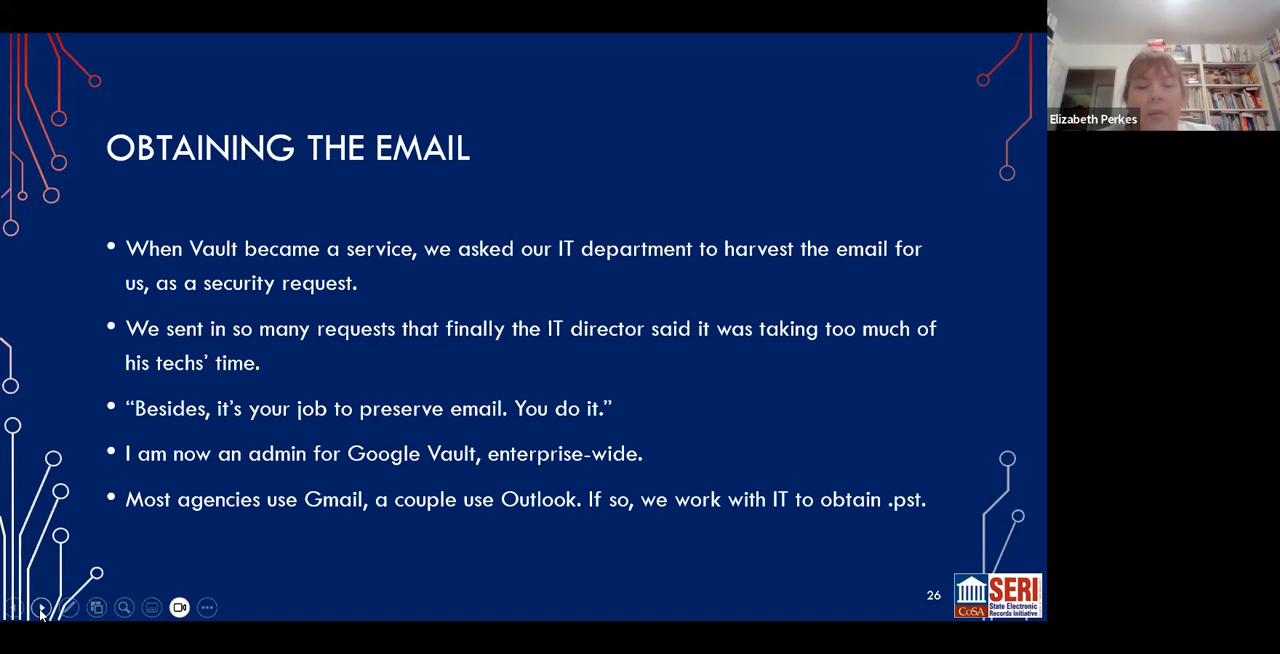 Elizabeth Perkes
OBTAINING THE EMAIL
• When Vault became a service, we asked our IT department to harvest the email for
us, as a security request.
• We sent in so many requests that finally the IT director said it was taking too much of
his techs’ time.
• “Besides, it’s your job to preserve email. You do it.”
• I am now an admin for Google Vault, enterprise-wide.
• Most agencies use Gmail, a couple use Outlook. If so, we work with IT to obtain .pst.
26
CoSA
SERI
State Electronic
Records Initiative